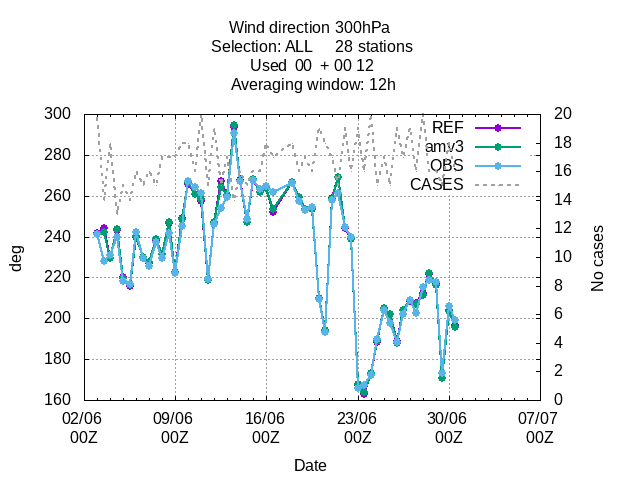 Wind direction 300hPa
Selection: ALL 28 stations
Used 00 + 00 12
Averaging window: 12h
300
280
260
240
220
200
180
160
20
18
16
14
12
10
8
6
4
2
0
REF
amv3
OBS
CASES
deg
No cases
02/06 09/06 16/06 23/06 30/06 07/07
00Z 00Z 00Z 00Z 00Z 00Z
Date